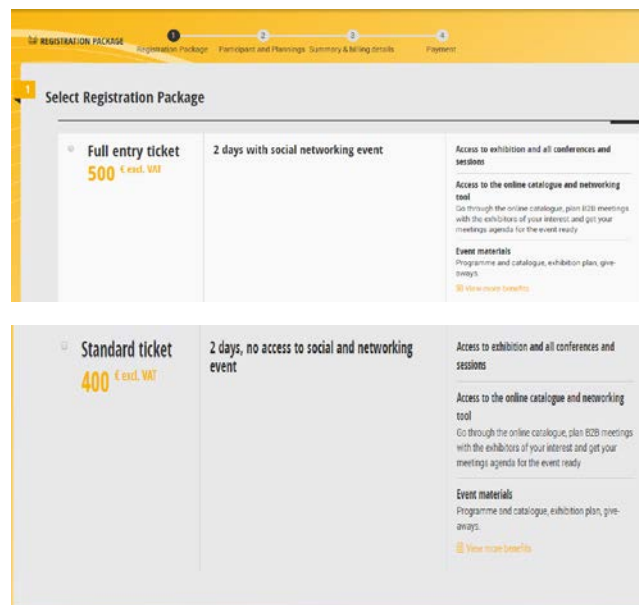 REGISTRATION PACKAGE
1
2
3
4
Registration Package
Participant and Plannings
Summary & billing details
Payment
1
Select Registration Package
Full entry ticket
500 € excl. VAT
2 days with social networking event
Access to exhibition and all conferences and
sessions
Access to the online catalogue and networking
tool
Go through the online catalogue, plan B2B meetings
with the exhibitors of your interest and get your
meetings agenda for the event ready
Event materials
Programme and catalogue, exhibition plan, give-
aways.
View more benefits
Standard ticket
400 € excl. VAT
2 days, no access to social and networking
event
Access to exhibition and all conferences and
sessions
Access to the online catalogue and networking
tool
Go through the online catalogue, plan B2B meetings
with the exhibitors of your interest and get your
meetings agenda for the event ready
Event materials
Programme and catalogue, exhibition plan, give-
aways.
View more benefits